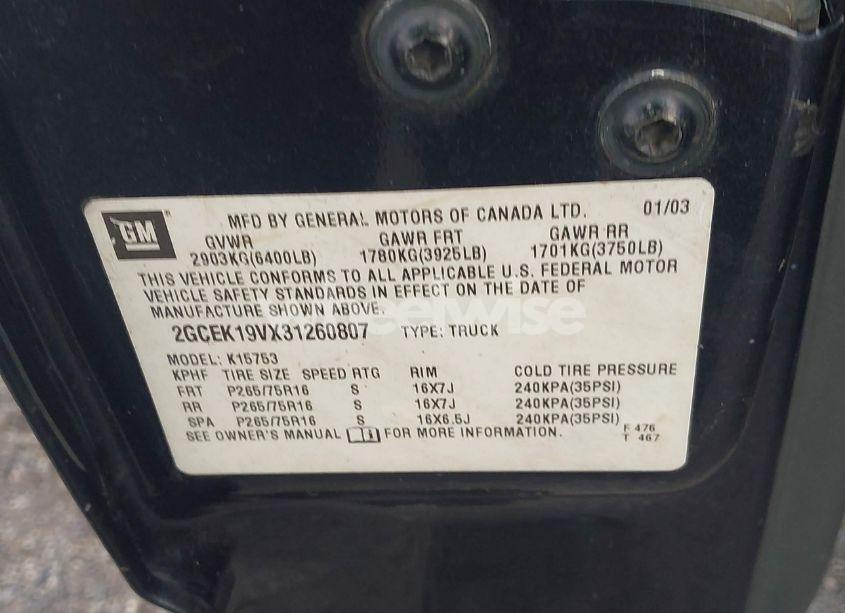 GM
MFD BY GENERAL MOTORS OF CANADA LTD. 01/03
GVWR GAWR FRT GAWR RR
2903KG(6400LB) 1780KG(3925LB) 1701KG(3750LB)
THIS VEHICLE CONFORMS TO ALL APPLICABLE U.S. FEDERAL MOTOR
VEHICLE SAFETY STANDARDS IN EFFECT ON THE DATE OF
MANUFACTURE SHOWN ABOVE.
2GCEK19VX31260807 TYPE: TRUCK
MODEL: K15753
KPHF TIRE SIZE SPEED RTG RIM COLD TIRE PRESSURE
FRT P265/75R16 S 16X7J 240KPA(35PSI)
RR P265/75R16 S 16X7J 240KPA(35PSI)
SPA P265/75R16 S 16X6.5J 240KPA(35PSI)
SEE OWNER'S MANUAL FOR MORE INFORMATION.
F 476
T 467